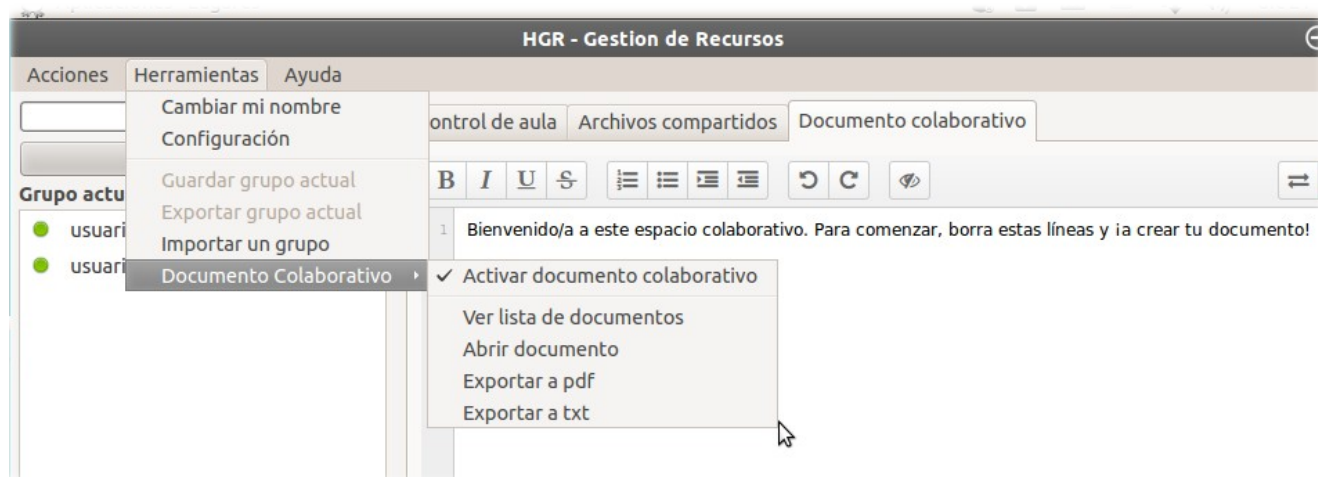 HGR - Gestion de Recursos
Acciones Herramientas Ayuda
Cambiar mi nombre
Configuración
Guardar grupo actual
Exportar grupo actual
Importar un grupo
Documento Colaborativo
ontrol de aula Archivos compartidos Documento colaborativo
B I U S
Grupo actu
usuari
usuari
1 Bienvenido/a a este espacio colaborativo. Para comenzar, borra estas líneas y ¡a crear tu documento!
Activar documento colaborativo
Ver lista de documentos
Abrir documento
Exportar a pdf
Exportar a txt